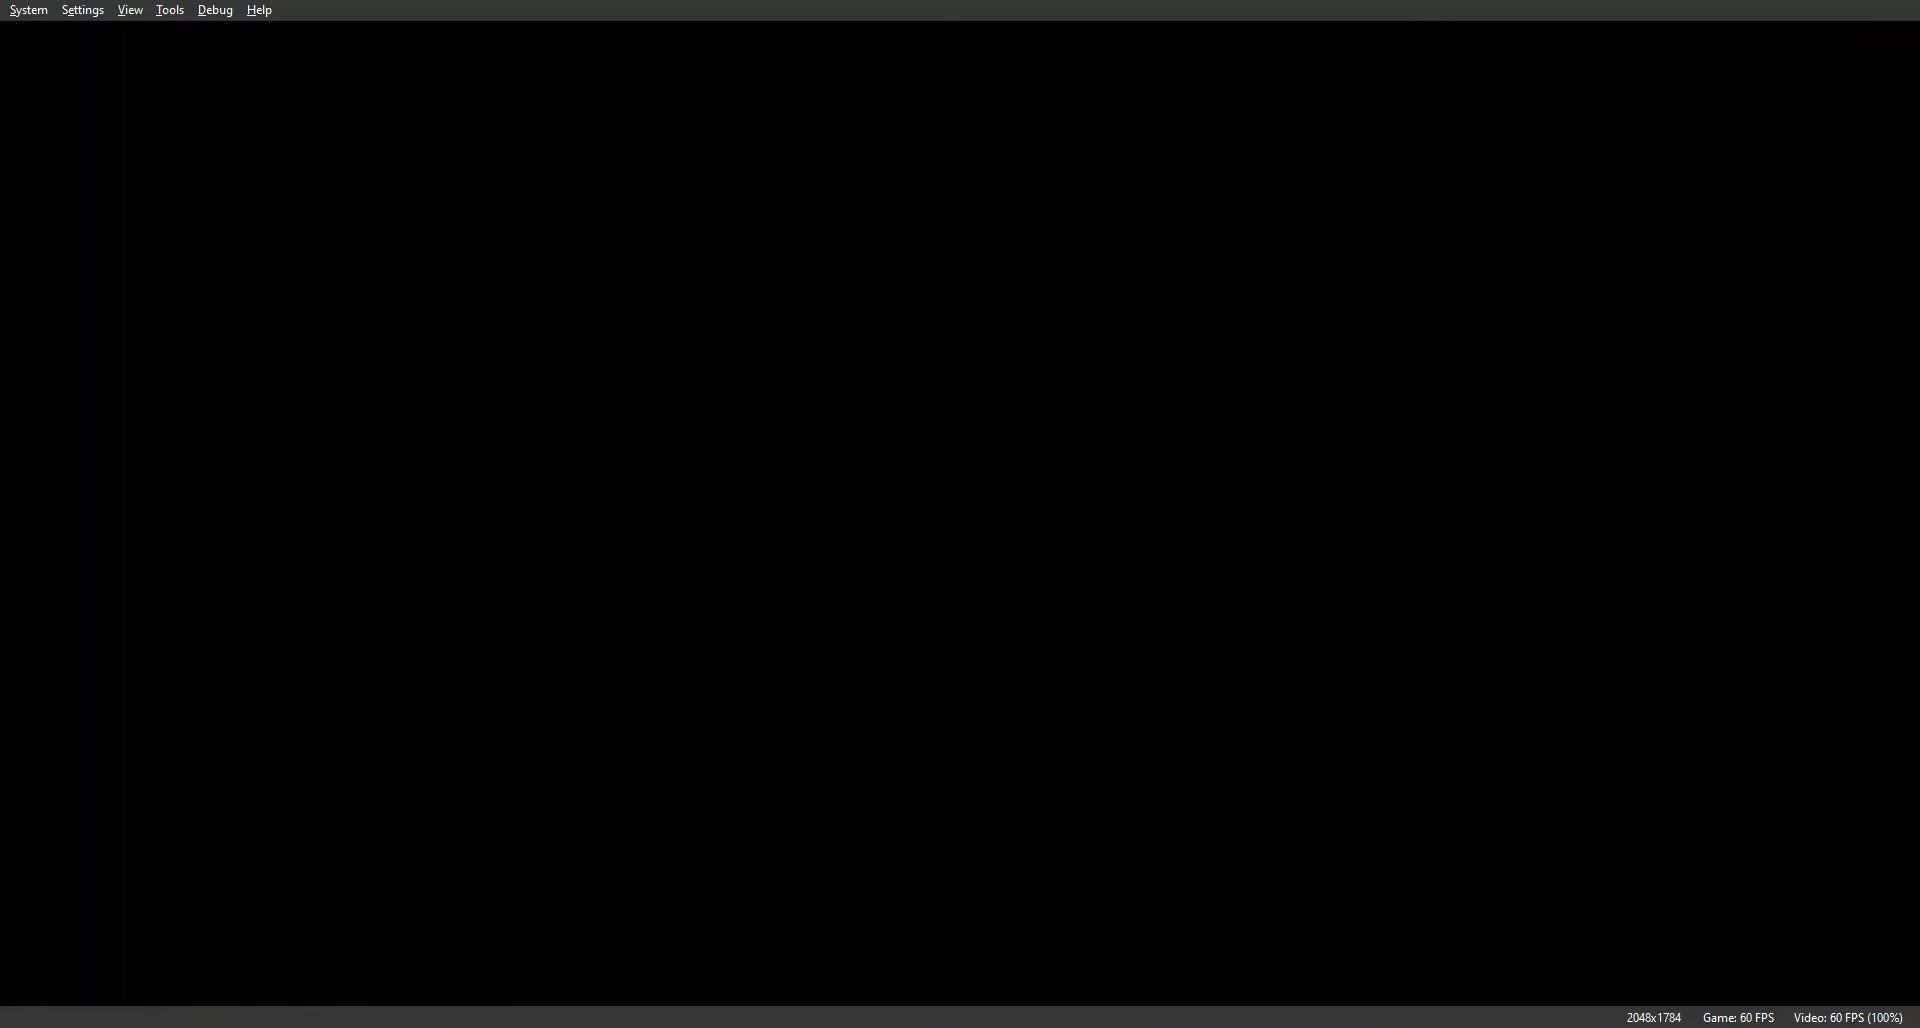 System Settings View Tools Debug Help
2048x1784 Game: 60 FPS Video: 60 FPS (100%)